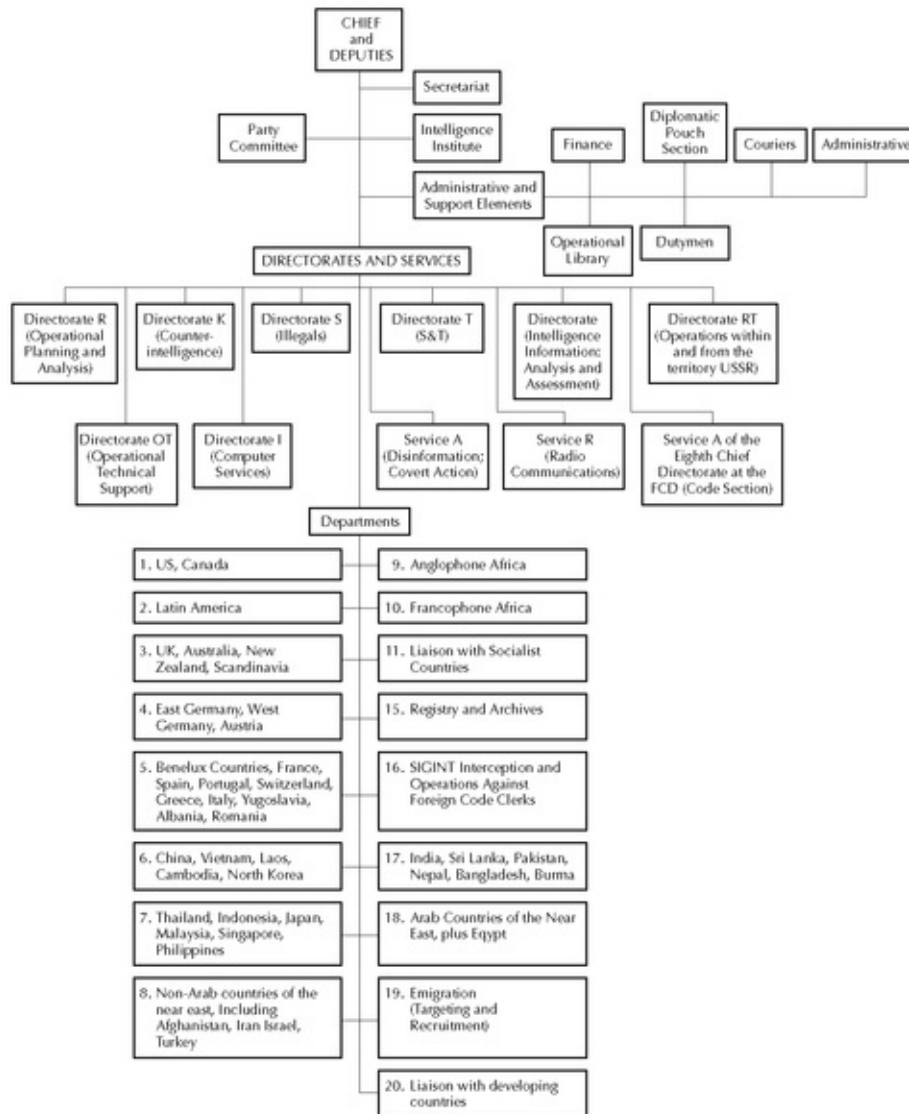 CHIEF
and
DEPUTIES
Secretariat
Party
Committee
Intelligence
Institute
Finance
Diplomatic
Pouch
Section
Couriers
Administrative
Administrative and
Support Elements
Operational
Library
Dutymen
DIRECTORATES AND SERVICES
Directorate R
(Operational
Planning and
Analysis)
Directorate K
(Counter-
intelligence)
Directorate S
(Illegals)
Directorate T
(S&T)
Directorate
(Intelligence
Information;
Analysis and
Assessment)
Directorate RT
(Operations within
and from the
territory USSR)
Directorate OT
(Operational
Technical
Support)
Directorate I
(Computer
Services)
Service A
(Disinformation;
Covert Action)
Service R
(Radio
Communications)
Service A of the
Eighth Chief
Directorate at the
FCD (Code Section)
Departments
1. US, Canada
2. Latin America
3. UK, Australia, New
Zealand, Scandinavia
4. East Germany, West
Germany, Austria
5. Benelux Countries, France,
Spain, Portugal, Switzerland,
Greece, Italy, Yugoslavia,
Albania, Romania
6. China, Vietnam, Laos,
Cambodia, North Korea
7. Thailand, Indonesia, Japan,
Malaysia, Singapore,
Philippines
8. Non-Arab countries of the
near east, Including
Afghanistan, Iran Israel,
Turkey
9. Anglophone Africa
10. Francophone Africa
11. Liaison with Socialist
Countries
15. Registry and Archives
16. SIGINT Interception and
Operations Against
Foreign Code Clerks
17. India, Sri Lanka, Pakistan,
Nepal, Bangladesh, Burma
18. Arab Countries of the Near
East, plus Eqypt
19. Emigration
(Targeting and
Recruitment)
20. Liaison with developing
countries